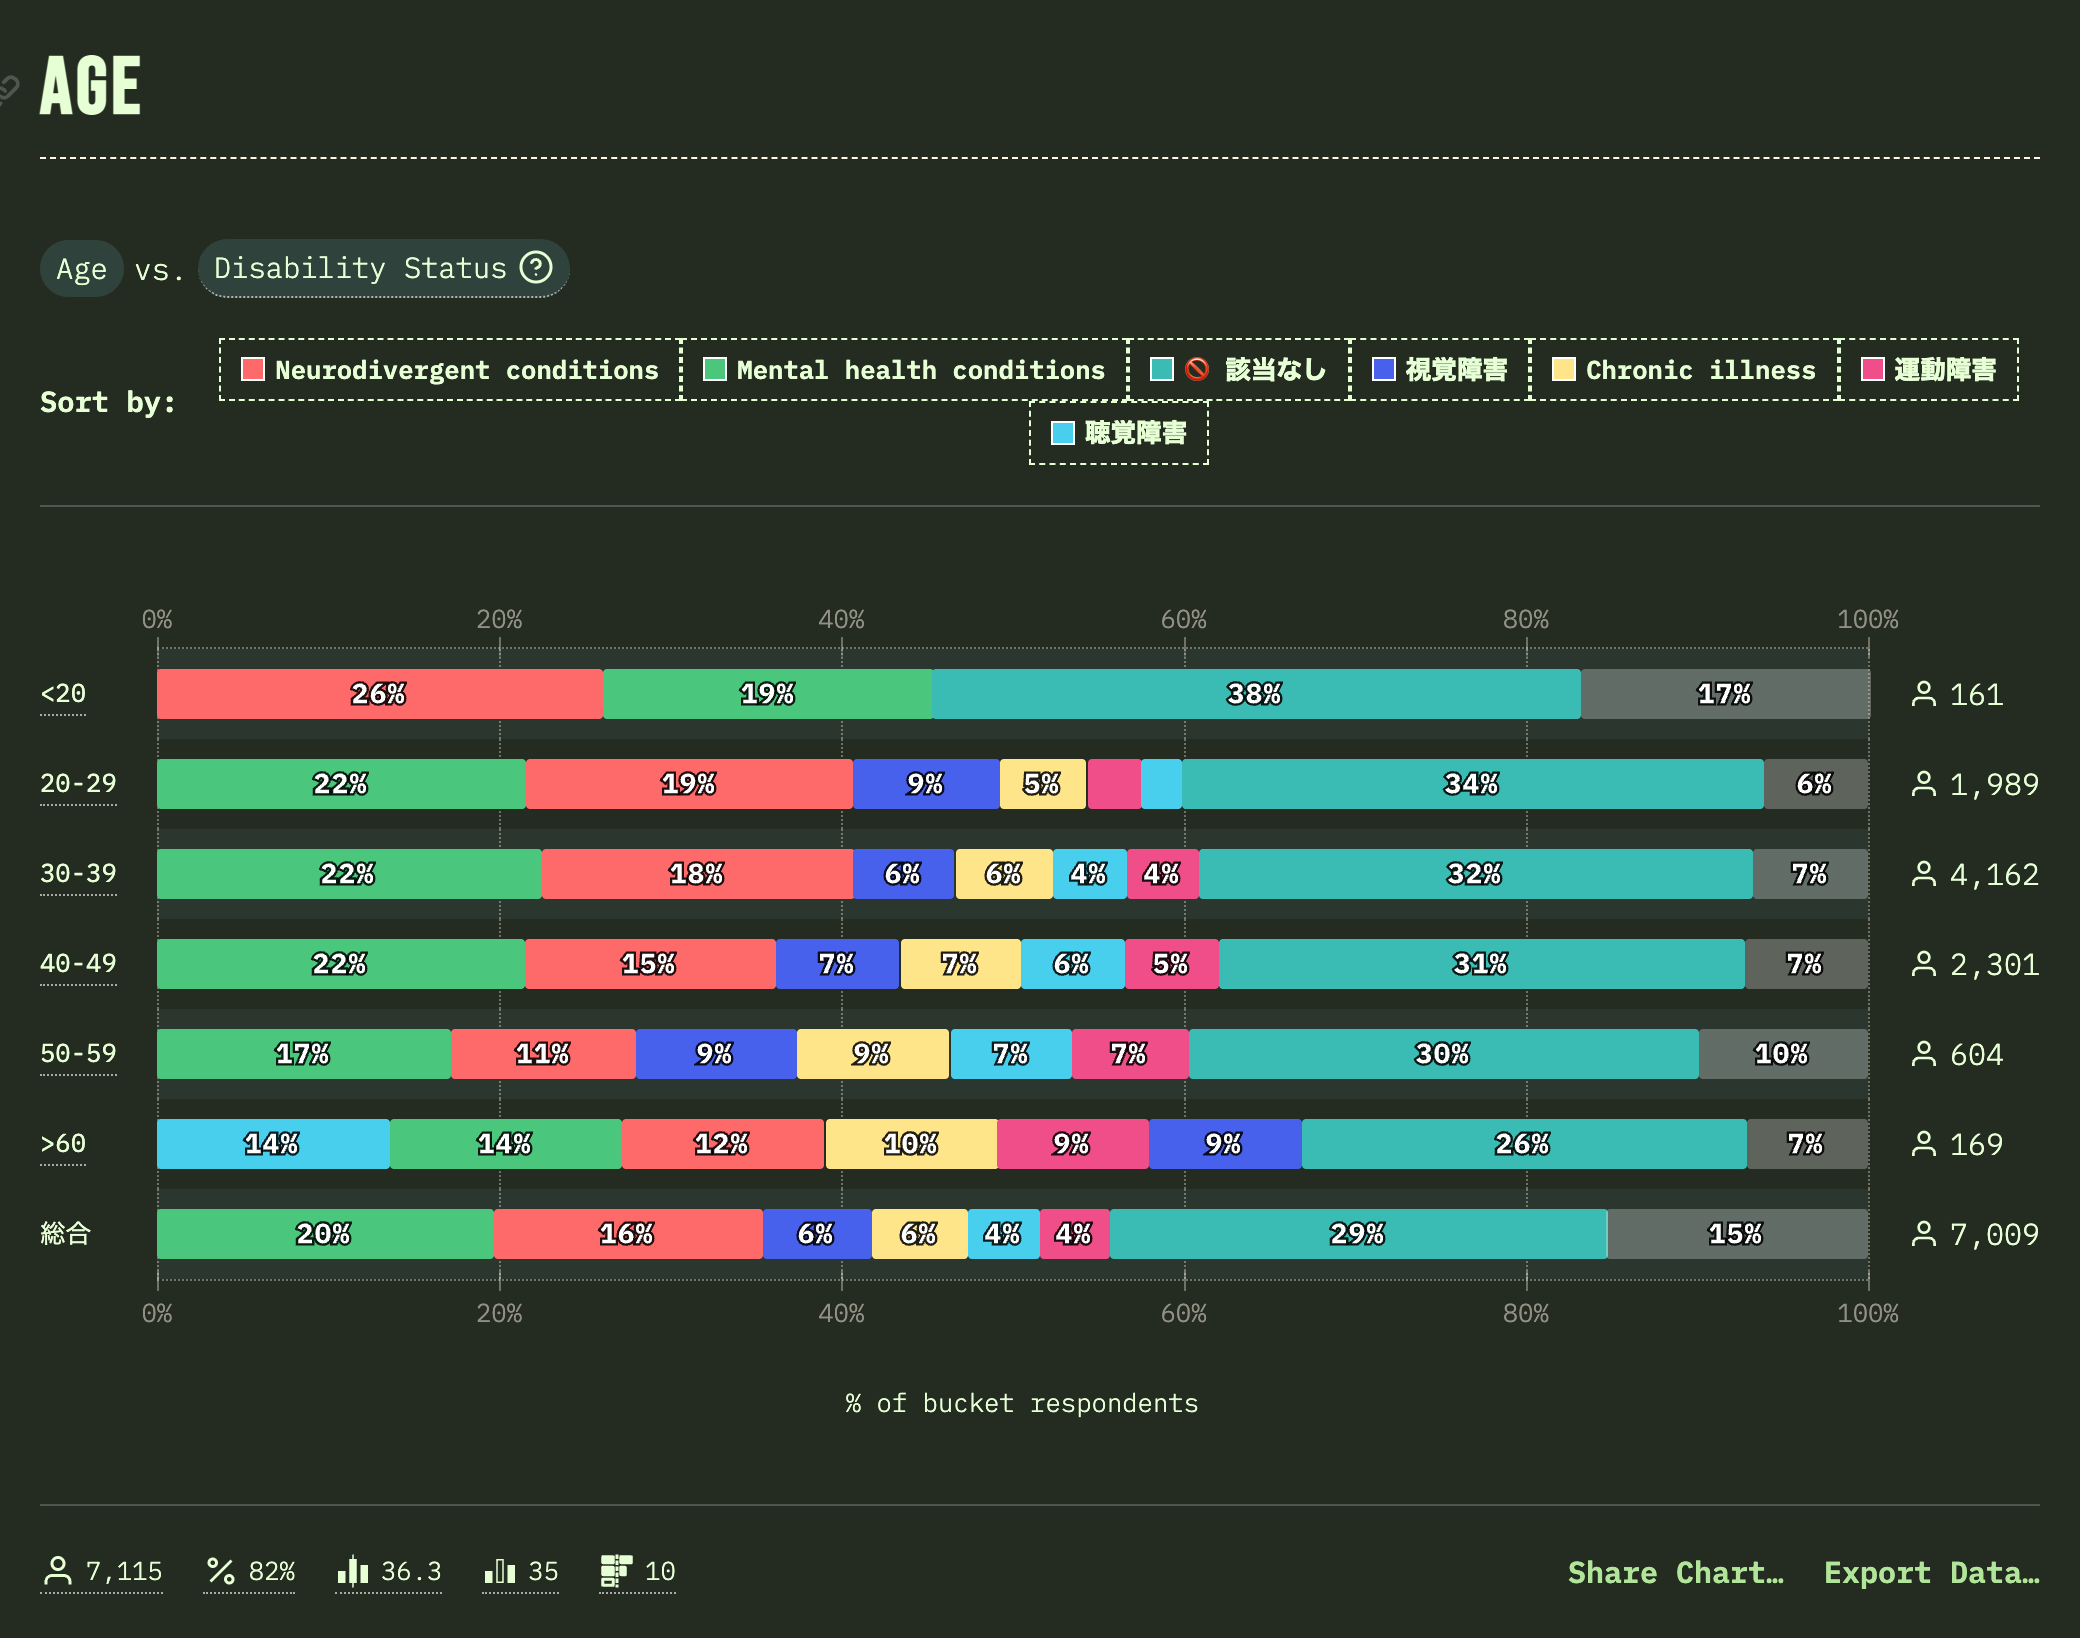 AGE
Age vs. Disability Status
Neurodivergent conditions Mental health conditions 🚫 該当なし 視覚障害 Chronic illness 運動障害
Sort by:
聴覚障害
0% 20% 40% 60% 80% 100%
<20 26% 19% 38% 17% 161
20-29 22% 19% 9% 5% 34% 6% 1,989
30-39 22% 18% 6% 6% 4% 4% 32% 7% 4,162
40-49 22% 15% 7% 7% 6% 5% 31% 7% 2,301
50-59 17% 11% 9% 9% 7% 7% 30% 10% 604
>60 14% 14% 12% 10% 9% 9% 26% 7% 169
総合 20% 16% 6% 6% 4% 4% 29% 15% 7,009
0% 20% 40% 60% 80% 100%
% of bucket respondents
7,115 82% 36.3 35 10 Share Chart… Export Data…